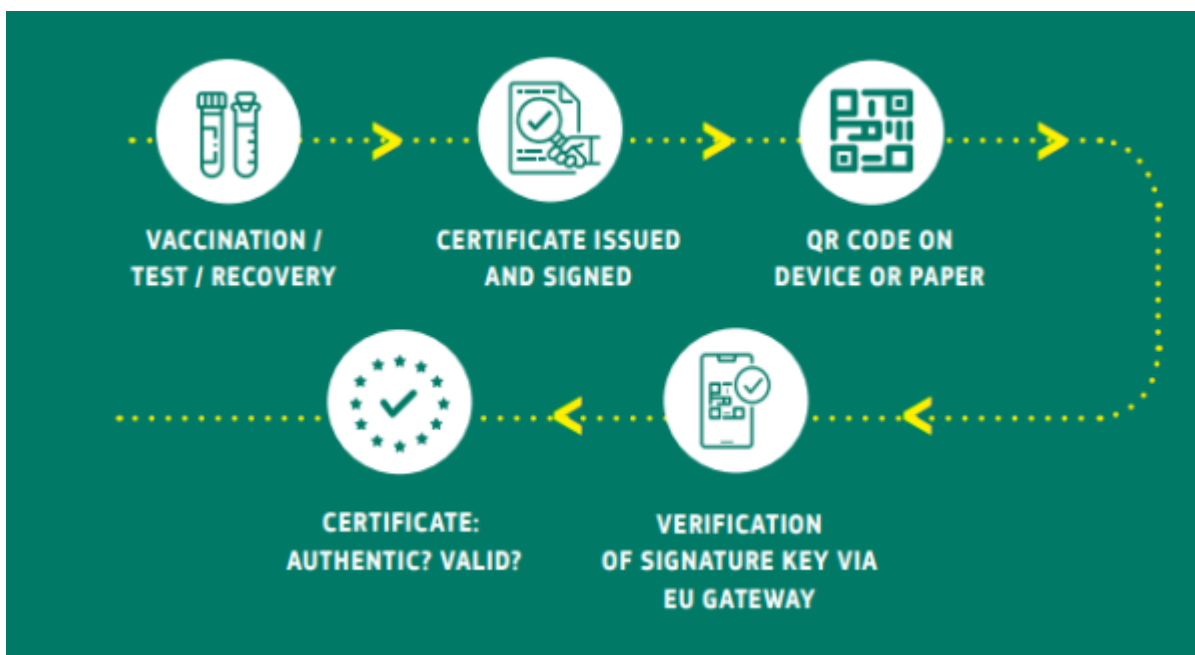 VACCINATION /
TEST / RECOVERY
CERTIFICATE ISSUED
AND SIGNED
QR CODE ON
DEVICE OR PAPER
VERIFICATION
OF SIGNATURE KEY VIA
EU GATEWAY
CERTIFICATE:
AUTHENTIC? VALID?